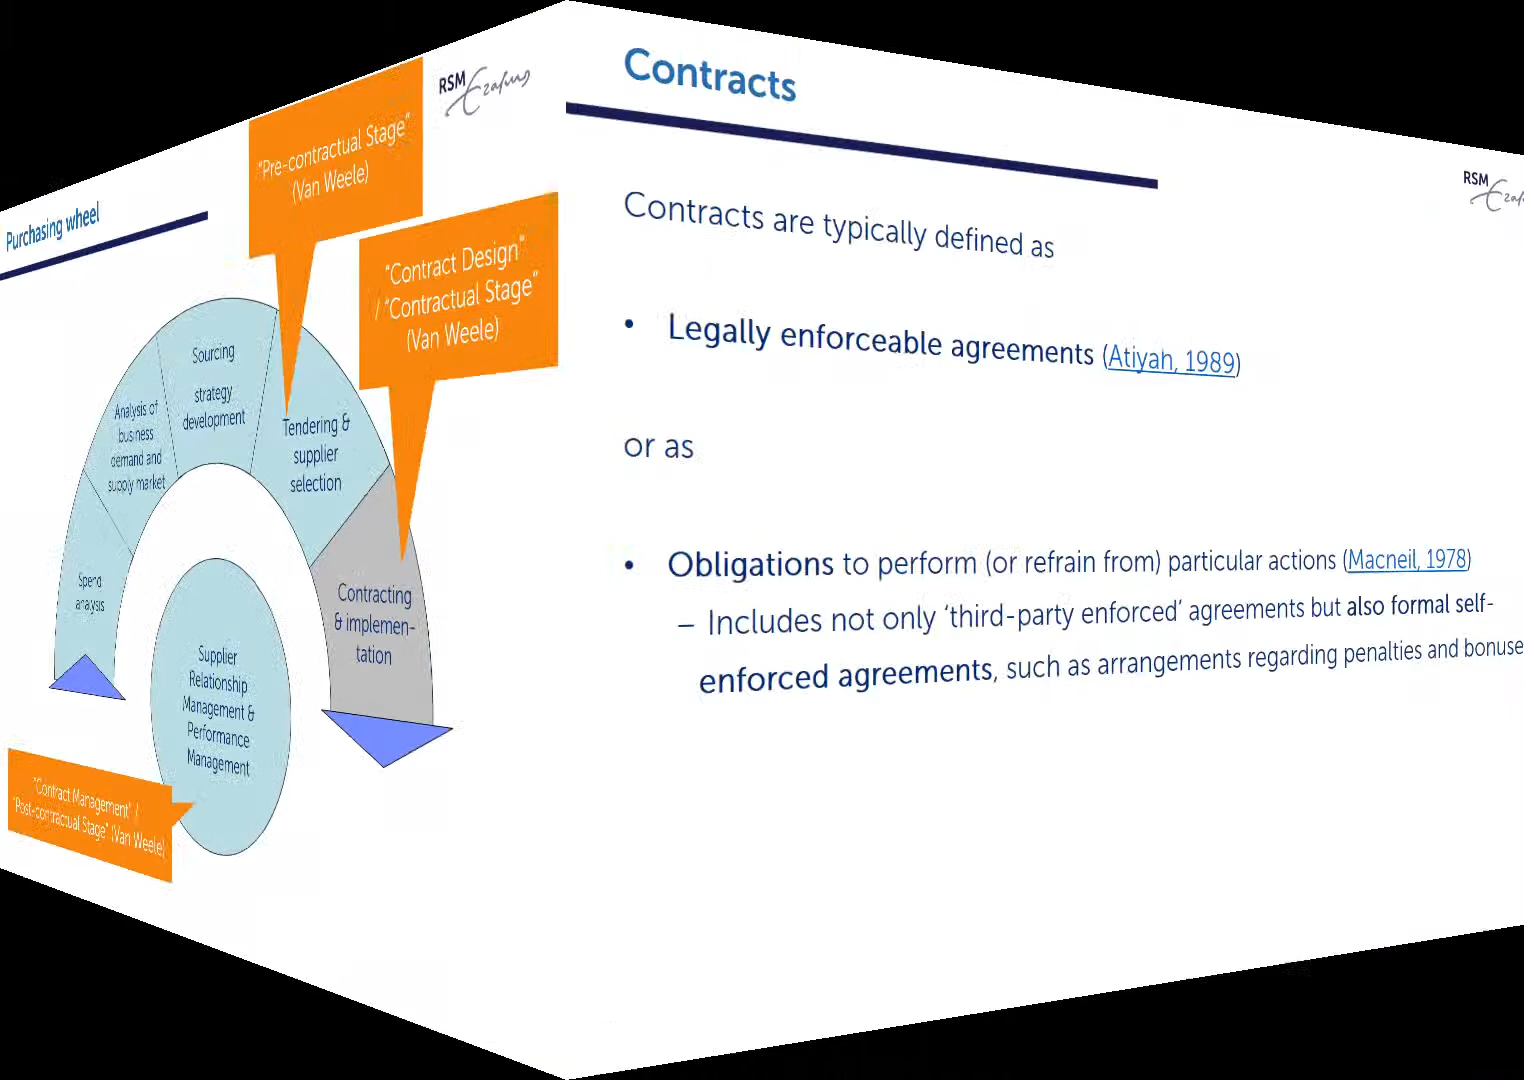 Purchasing wheel
RSM
Erasmus
"Pre-contractual Stage"
(Van Weele)
"Contract Design"
/ "Contractual Stage"
(Van Weele)
Sourcing
strategy
development
Analysis of
business
demand and
supply market
Tendering &
supplier
selection
Spend
analysis
Contracting
& implemen-
tation
Supplier
Relationship
Management &
Performance
Management
"Contract Management" /
"Post-contractual Stage" (Van Weele)
Contracts
RSM
Contracts are typically defined as
• Legally enforceable agreements (Atiyah, 1989)
or as
• Obligations to perform (or refrain from) particular actions (Macneil, 1978)
– Includes not only ‘third-party enforced’ agreements but also formal self-
enforced agreements, such as arrangements regarding penalties and bonuse